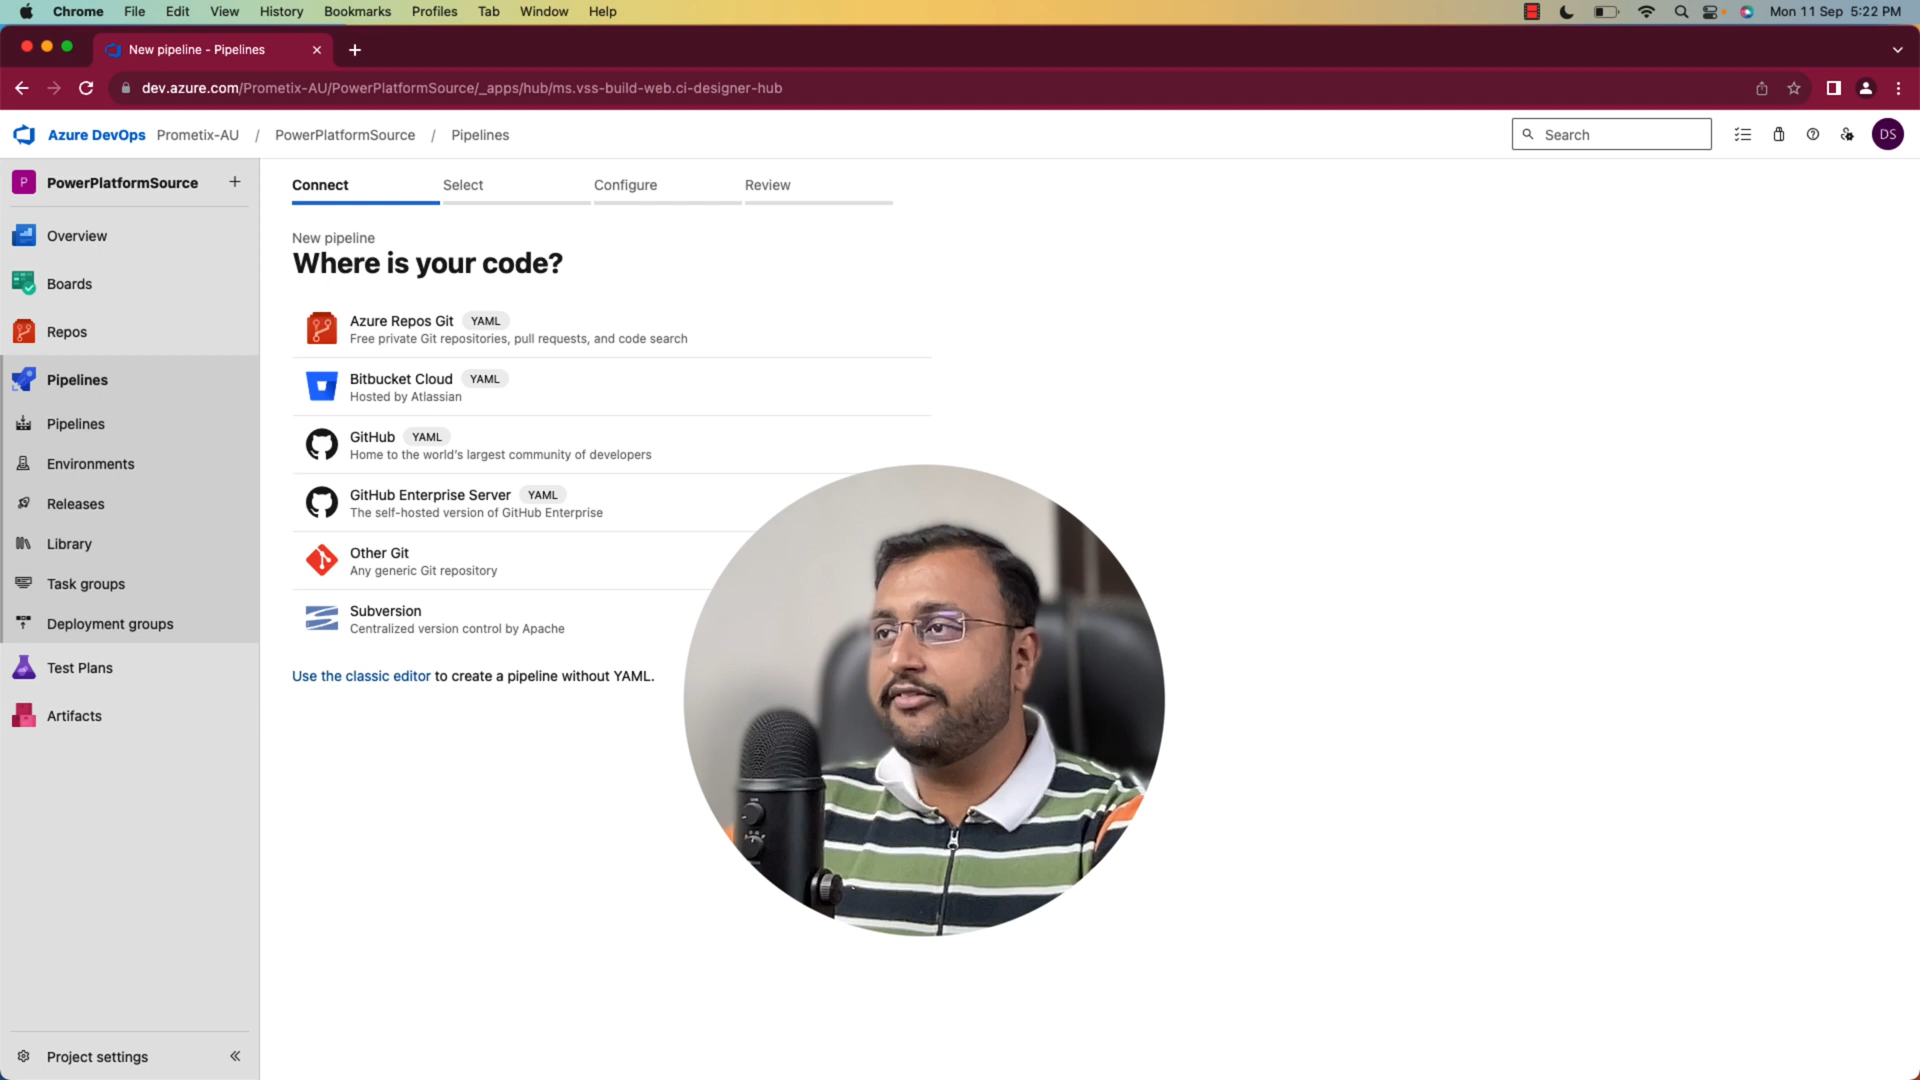 Chrome File Edit View History Bookmarks Profiles Tab Window Help Mon 11 Sep 5:22 PM
New pipeline - Pipelines
dev.azure.com/Prometix-AU/PowerPlatformSource/_apps/hub/ms.vss-build-web.ci-designer-hub
Azure DevOps Prometix-AU / PowerPlatformSource / Pipelines Search DS
P PowerPlatformSource
Overview
Boards
Repos
Pipelines
Pipelines
Environments
Releases
Library
Task groups
Deployment groups
Test Plans
Artifacts
Project settings
Connect Select Configure Review
New pipeline
Where is your code?
Azure Repos Git YAML
Free private Git repositories, pull requests, and code search
Bitbucket Cloud YAML
Hosted by Atlassian
GitHub YAML
Home to the world's largest community of developers
GitHub Enterprise Server YAML
The self-hosted version of GitHub Enterprise
Other Git
Any generic Git repository
Subversion
Centralized version control by Apache
Use the classic editor to create a pipeline without YAML.